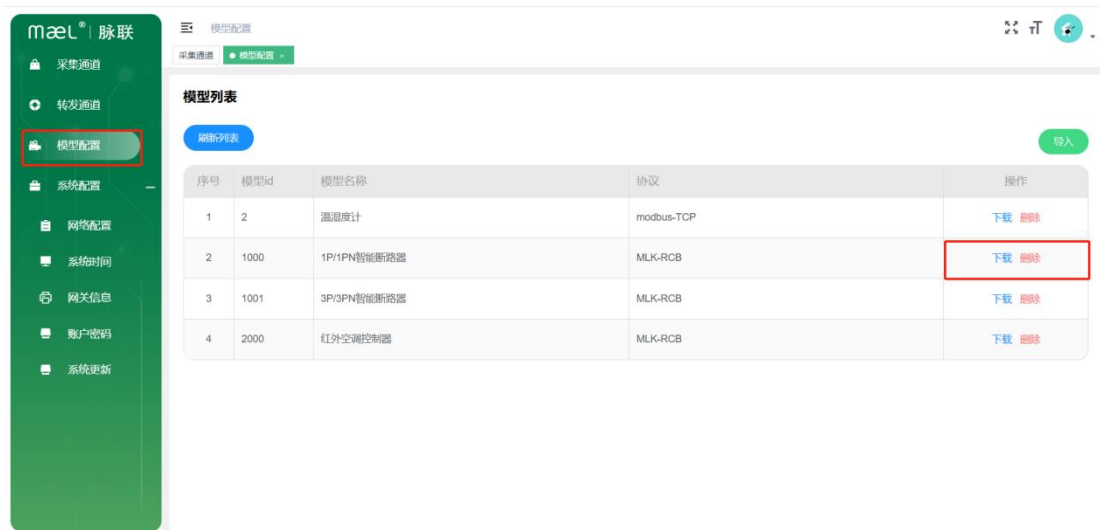 mæL®|脉联
采集通道
转发通道
模型配置
系统配置
网络配置
系统时间
网关信息
账户密码
系统更新
模型配置
采集通道 模型配置 ×
模型列表
刷新列表
导入
序号 模型id 模型名称 协议 操作
1 2 温湿度计 modbus-TCP 下载 删除
2 1000 1P/1PN智能断路器 MLK-RCB 下载 删除
3 1001 3P/3PN智能断路器 MLK-RCB 下载 删除
4 2000 红外空调控制器 MLK-RCB 下载 删除